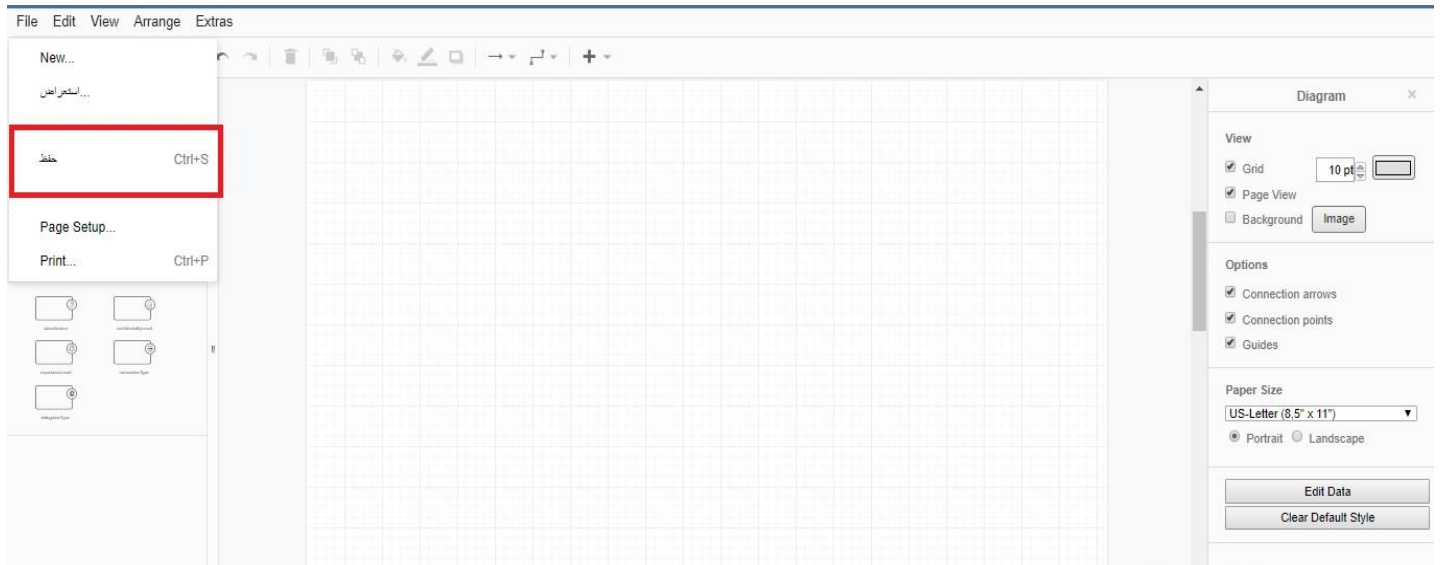 File Edit View Arrange Extras
New...
استعراض...
حفظ Ctrl+S
Page Setup...
Print... Ctrl+P
Diagram
View
Grid 10 pt
Page View
Background Image
Options
Connection arrows
Connection points
Guides
Paper Size
US-Letter (8,5" x 11")
Portrait Landscape
Edit Data
Clear Default Style